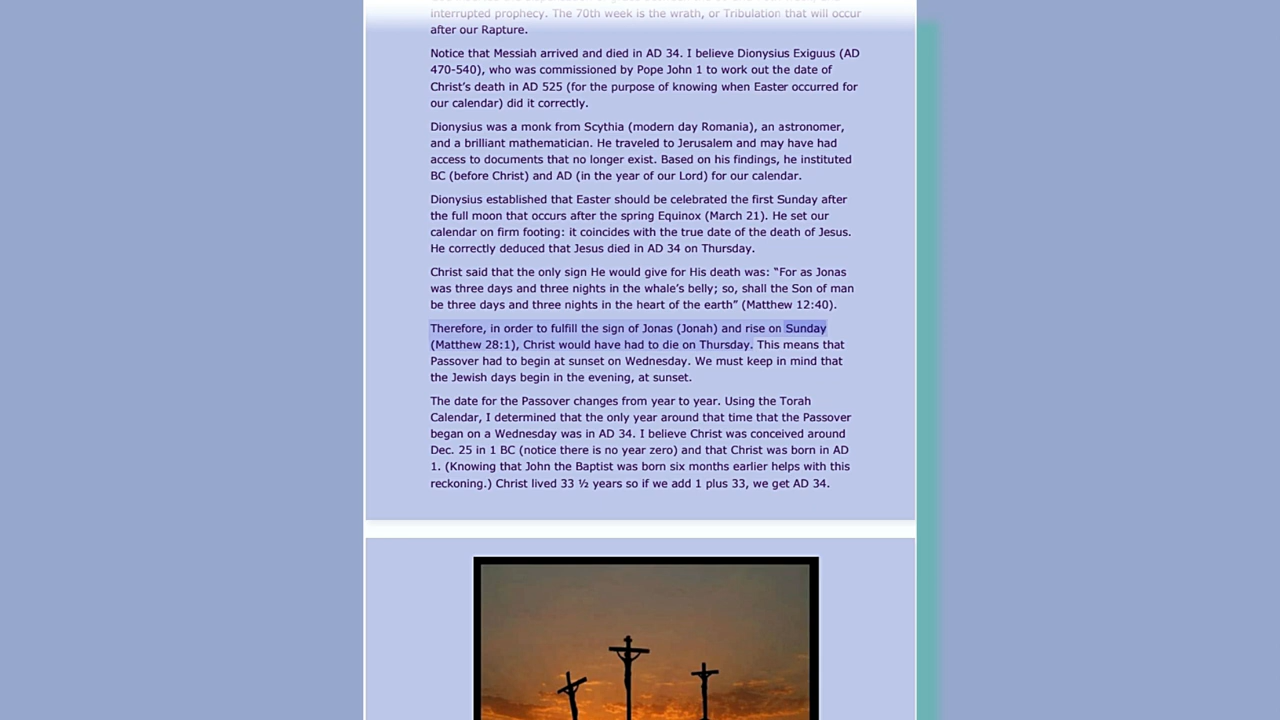 interrupted prophecy. The 70th week is the wrath, or Tribulation that will occur
after our Rapture.
Notice that Messiah arrived and died in AD 34. I believe Dionysius Exiguus (AD
470-540), who was commissioned by Pope John 1 to work out the date of
Christ's death in AD 525 (for the purpose of knowing when Easter occurred for
our calendar) did it correctly.
Dionysius was a monk from Scythia (modern day Romania), an astronomer,
and a brilliant mathematician. He traveled to Jerusalem and may have had
access to documents that no longer exist. Based on his findings, he instituted
BC (before Christ) and AD (in the year of our Lord) for our calendar.
Dionysius established that Easter should be celebrated the first Sunday after
the full moon that occurs after the spring Equinox (March 21). He set our
calendar on firm footing: it coincides with the true date of the death of Jesus.
He correctly deduced that Jesus died in AD 34 on Thursday.
Christ said that the only sign He would give for His death was: “For as Jonas
was three days and three nights in the whale's belly; so, shall the Son of man
be three days and three nights in the heart of the earth” (Matthew 12:40).
Therefore, in order to fulfill the sign of Jonas (Jonah) and rise on Sunday
(Matthew 28:1), Christ would have had to die on Thursday. This means that
Passover had to begin at sunset on Wednesday. We must keep in mind that
the Jewish days begin in the evening, at sunset.
The date for the Passover changes from year to year. Using the Torah
Calendar, I determined that the only year around that time that the Passover
began on a Wednesday was in AD 34. I believe Christ was conceived around
Dec. 25 in 1 BC (notice there is no year zero) and that Christ was born in AD
1. (Knowing that John the Baptist was born six months earlier helps with this
reckoning.) Christ lived 33 ½ years so if we add 1 plus 33, we get AD 34.